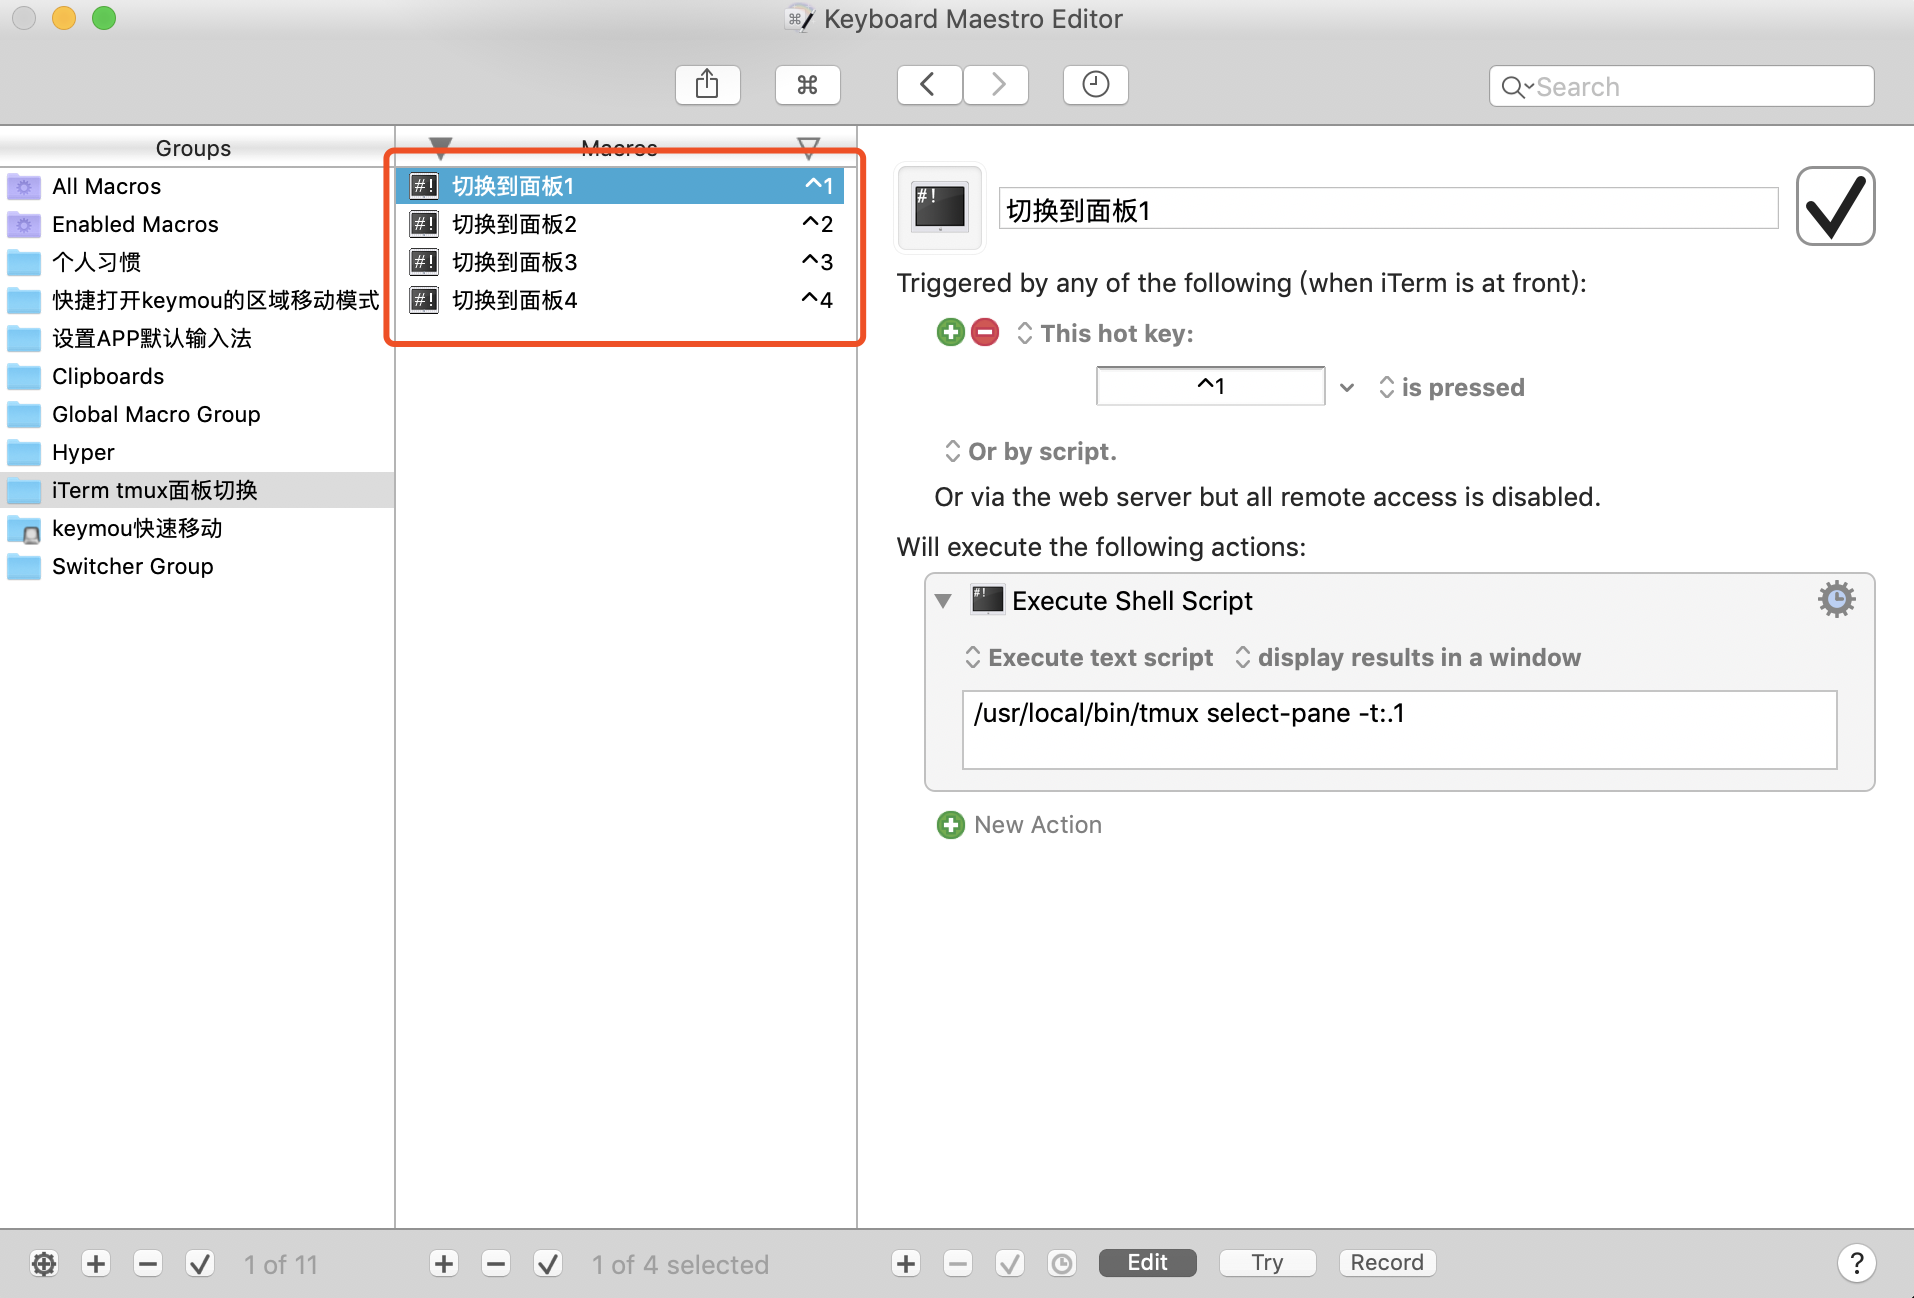 Keyboard Maestro Editor
Search
Groups
All Macros
Enabled Macros
个人习惯
快捷打开keymou的区域移动模式
设置APP默认输入法
Clipboards
Global Macro Group
Hyper
iTerm tmux面板切换
keymou快速移动
Switcher Group
Macros
切换到面板1 ^1
切换到面板2 ^2
切换到面板3 ^3
切换到面板4 ^4
切换到面板1
Triggered by any of the following (when iTerm is at front):
This hot key:
^1 is pressed
Or by script.
Or via the web server but all remote access is disabled.
Will execute the following actions:
Execute Shell Script
Execute text script display results in a window
/usr/local/bin/tmux select-pane -t:.1
New Action
1 of 11
1 of 4 selected
Edit Try Record ?